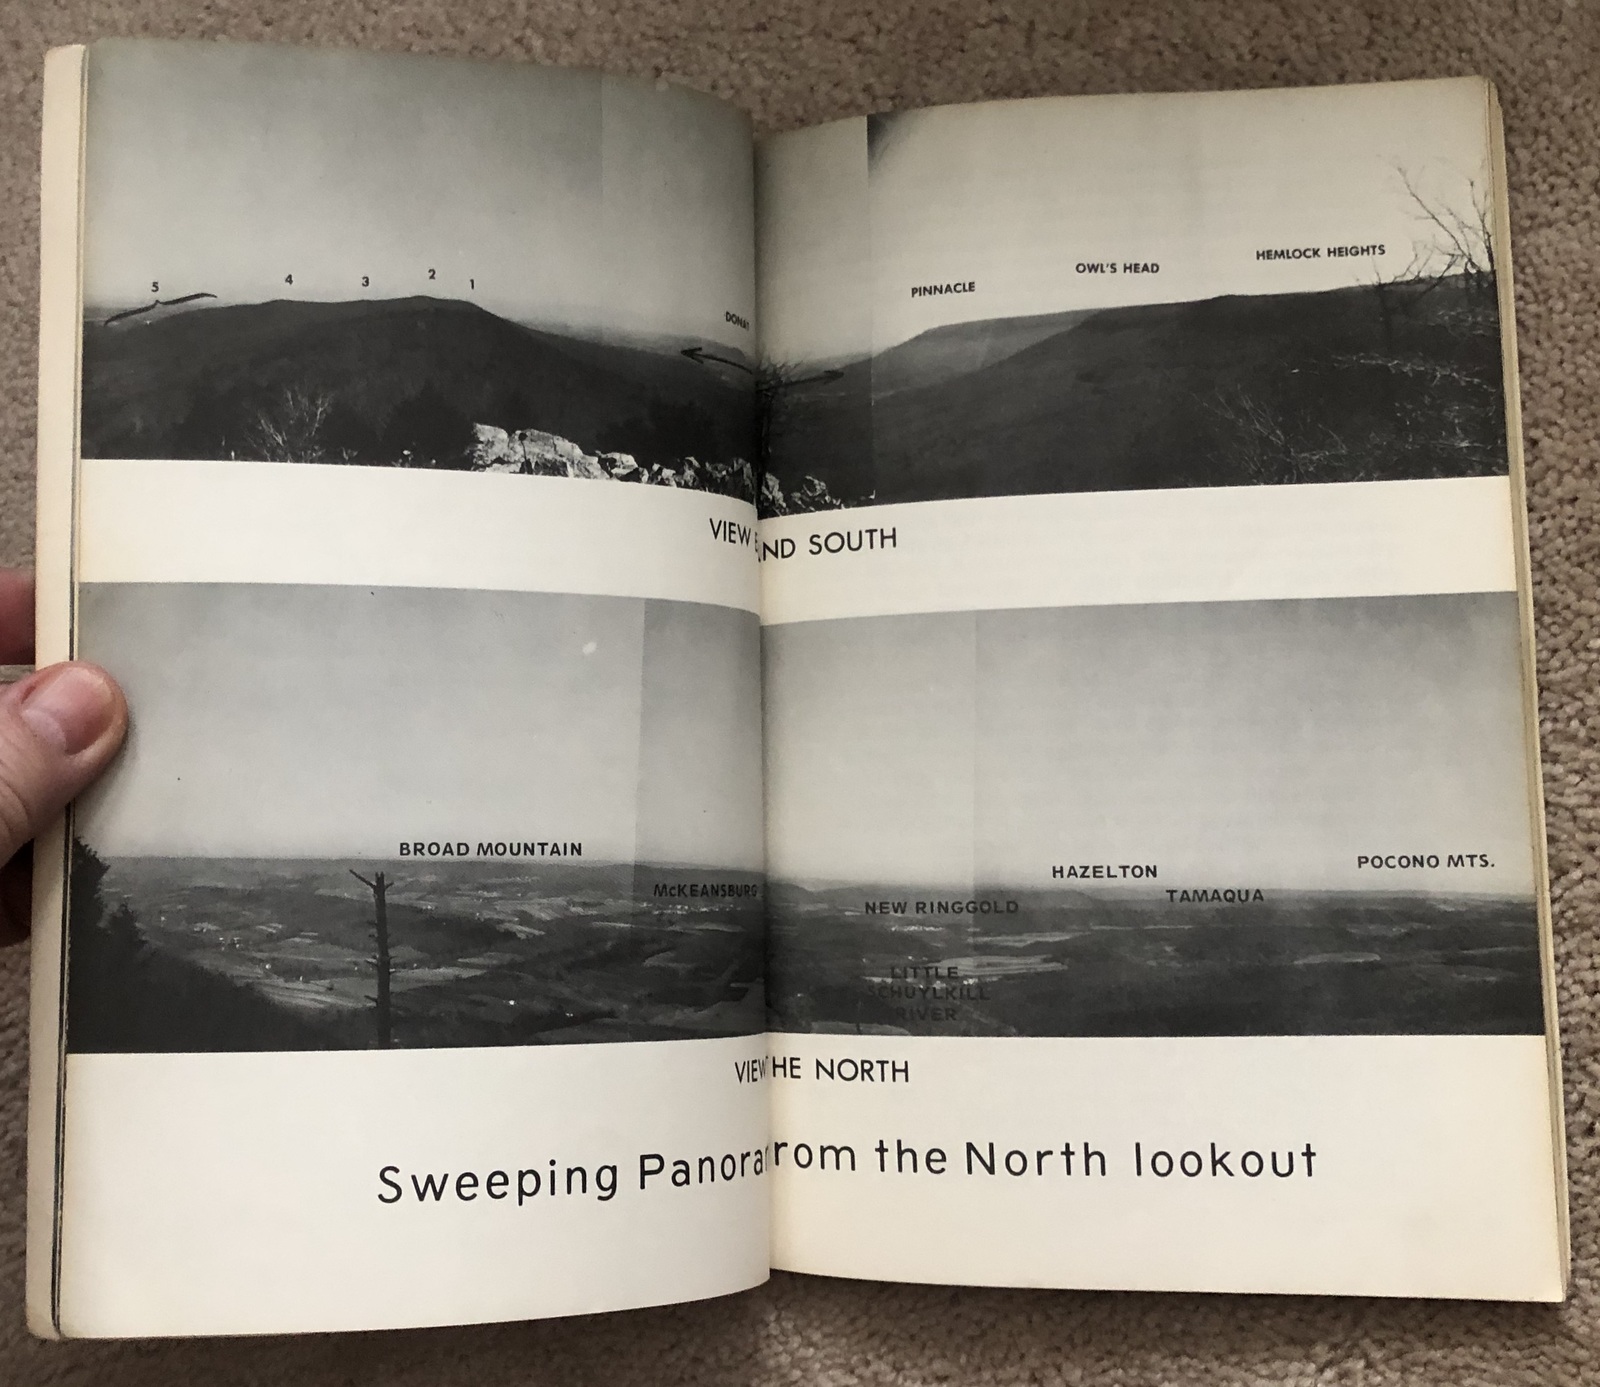 5 4 3 2 1
PINNACLE
OWL'S HEAD
HEMLOCK HEIGHTS
VIEW ND SOUTH
BROAD MOUNTAIN
McKEANSBURG
NEW RINGGOLD
HAZELTON
TAMAQUA
POCONO MTS.
LITTLE
SCHUYLKILL
RIVER
VIEW HE NORTH
Sweeping Panora rom the North lookout